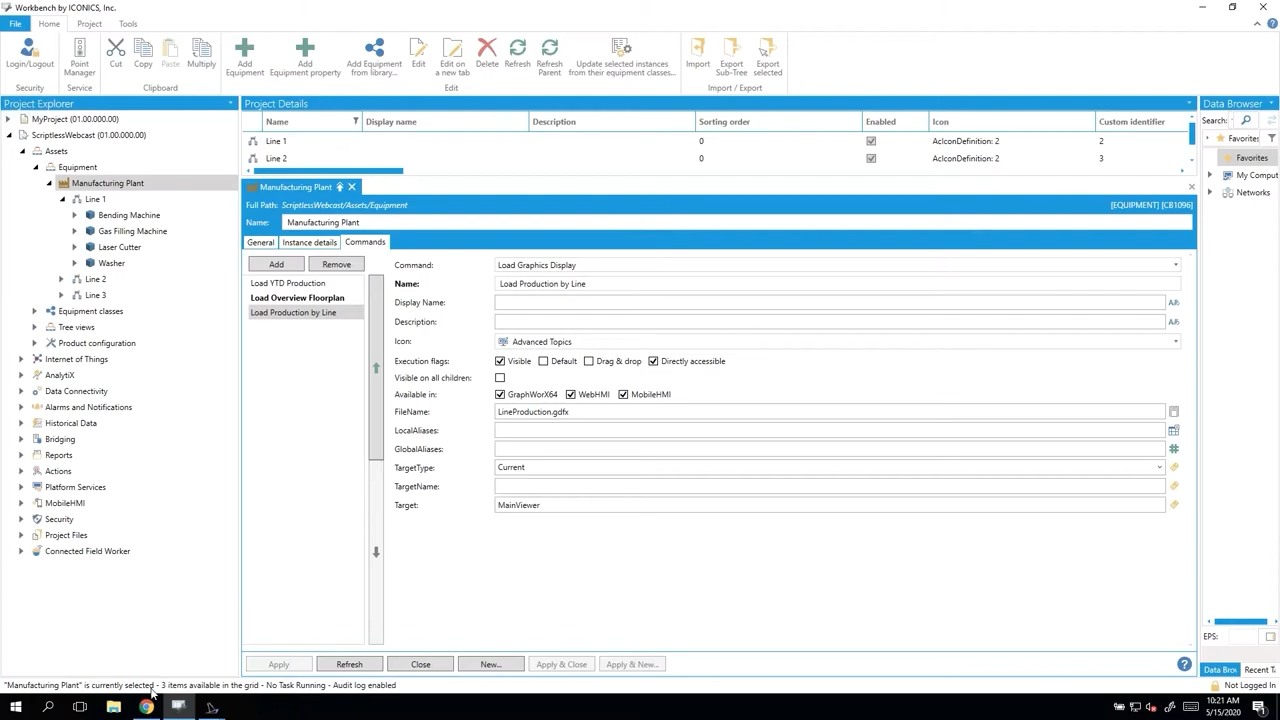 Workbench by ICONICS, Inc.
File Home Project Tools
Login/Logout
Point Manager
Cut
Copy
Paste
Multiply
Add Equipment
Add Equipment property
Add Equipment from library...
Edit
Edit on a new tab
Delete
Refresh
Refresh Parent
Update selected instances from their equipment classes...
Import
Export Sub-Tree
Export selected
Security Service Clipboard Edit Import / Export
Project Explorer
MyProject (01.00.000.00)
ScriptlessWebcast (01.00.000.00)
Assets
Equipment
Manufacturing Plant
Line 1
Bending Machine
Gas Filling Machine
Laser Cutter
Washer
Line 2
Line 3
Equipment classes
Tree views
Program configuration
Internet of Things
AnalytiX
Data Connectivity
Alarms and Notifications
Historical Data
Bridging
Reports
Actions
Platform Services
MobileHMI
Security
Project Files
Connected Field Worker
Project Details
Name Display name Description Sorting order Enabled Icon Custom identifier
Line 1 0 AcIconDefinition: 2 2
Line 2 0 AcIconDefinition: 2 3
Manufacturing Plant
Full Path: ScriptlessWebcast/Assets/Equipment [EQUIPMENT] [CB1096]
Name: Manufacturing Plant
General Instance details Commands
Add Remove
Load YTD Production
Load Overview Floorplan
Load Production by Line
Command: Load Graphics Display
Name: Load Production by Line
Display Name:
Description:
Icon: Advanced Topics
Execution flags: Visible Default Drag & drop Directly accessible
Visible on all children:
Available in: GraphWorX64 WebHMI MobileHMI
FileName: LineProduction.gdfx
LocalAliases:
GlobalAliases:
TargetType: Current
TargetName:
Target: MainViewer
Apply Refresh Close New... Apply & Close Apply & New...
Data Browser
Search:
Favorites
Favorites
My Comput
Networks
EPS:
Data Brov Recent T
"Manufacturing Plant" is currently selected - 3 items available in the grid - No Task Running - Audit log enabled
Not Logged In
10:21 AM
5/15/2020